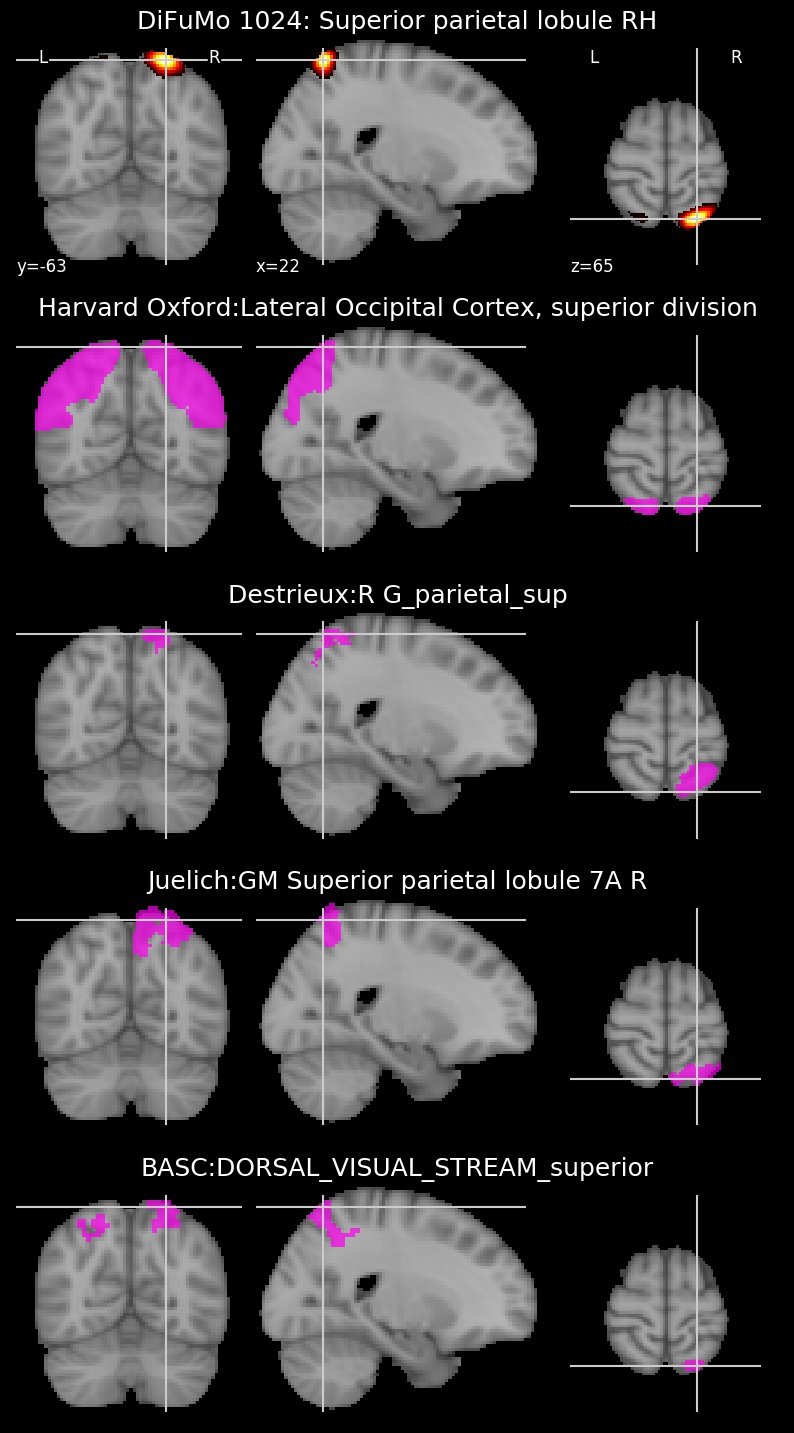 DiFuMo 1024: Superior parietal lobule RH
L R L R
y=-63 x=22 z=65
Harvard Oxford:Lateral Occipital Cortex, superior division
Destrieux:R G_parietal_sup
Juelich:GM Superior parietal lobule 7A R
BASC:DORSAL_VISUAL_STREAM_superior